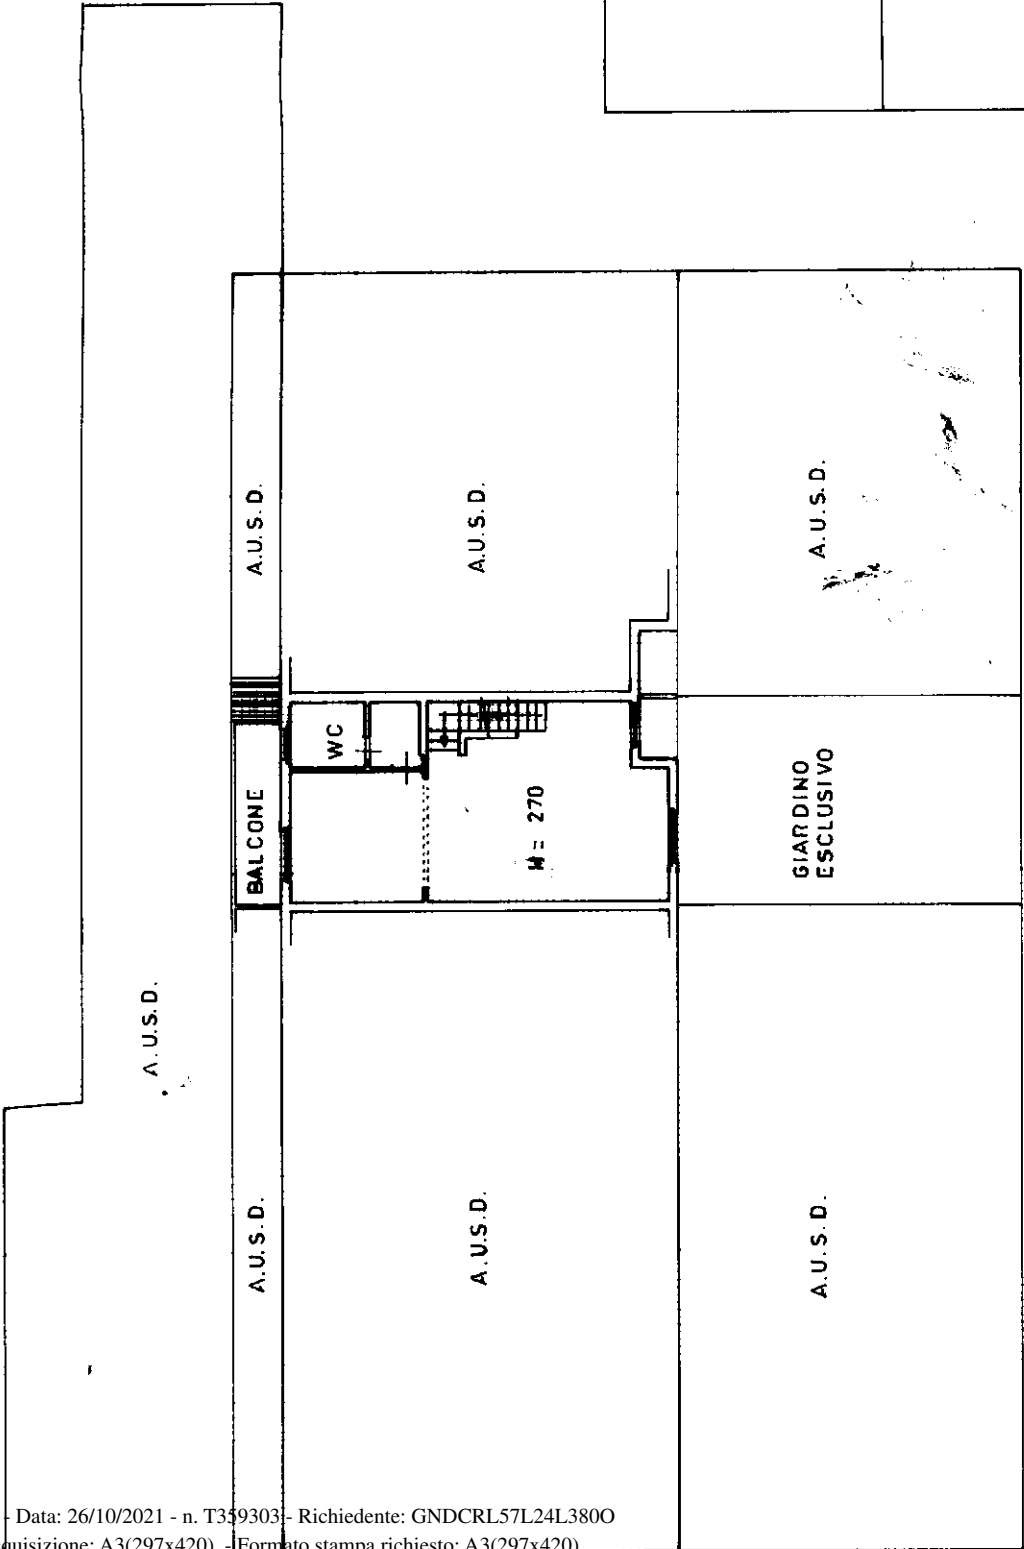 A.U.S.D.
A.U.S.D.
A.U.S.D.
WC
BALCONE
H= 270
GIARDINO
ESCLUSIVO
A.U.S.D.
A.U.S.D.
A.U.S.D.
A.U.S.D.
- Data: 26/10/2021 - n. T359303 - Richiedente: GNDCRL57L24L380O
quisizione: A3(297x420) - Formato stampa richiesto: A3(297x420)